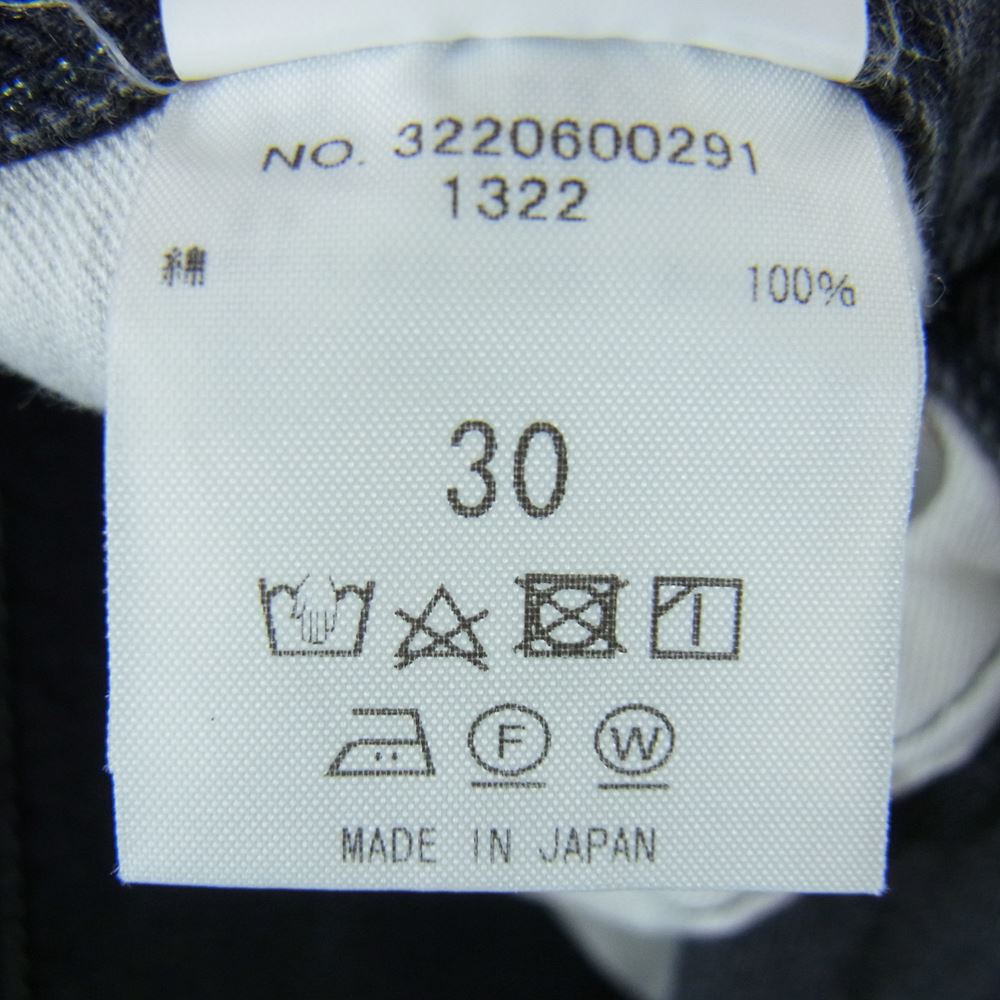 NO. 3220600291
1322
綿 100%
30
F W
MADE IN JAPAN